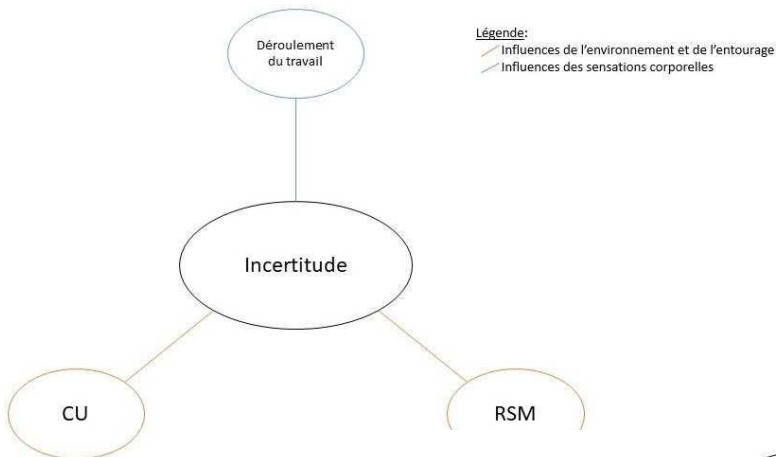 Déroulement
du travail
Légende:
Influences de l'environnement et de l'entourage
Influences des sensations corporelles
Incertitude
CU
RSM